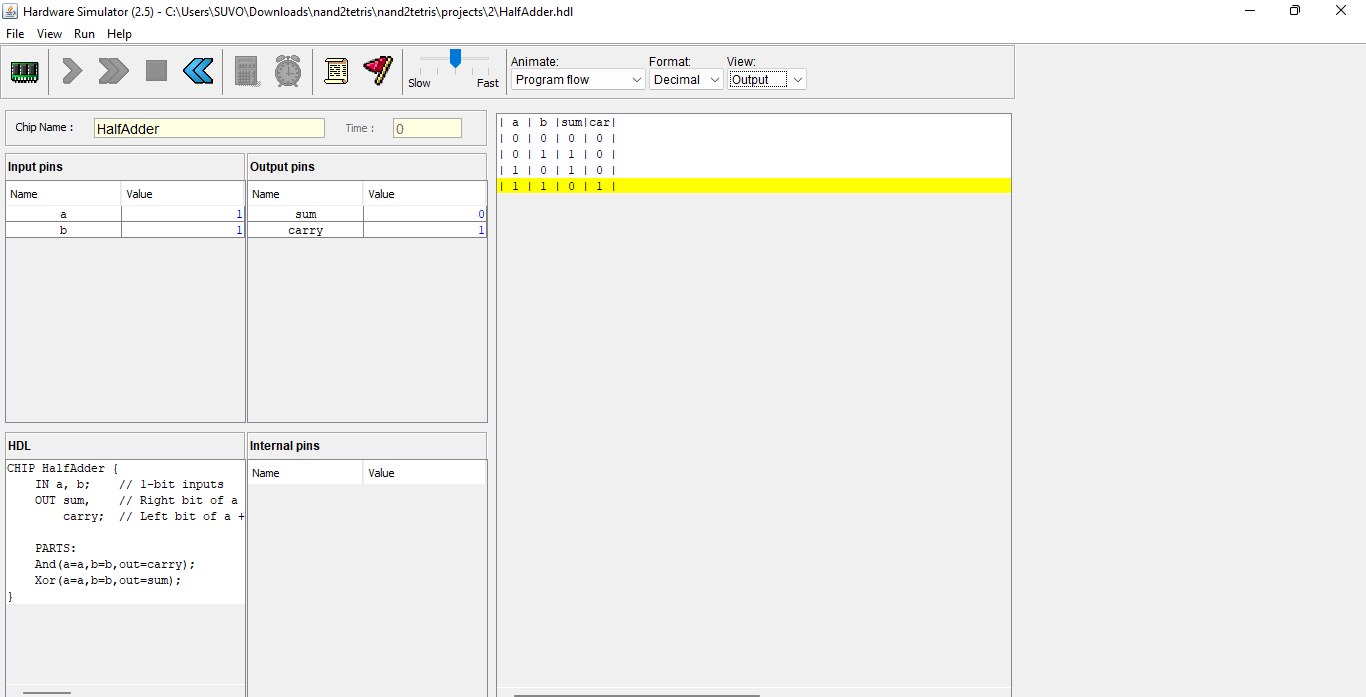 Hardware Simulator (2.5) - C:\Users\SUVO\Downloads\nand2tetris\nand2tetris\projects\2\HalfAdder.hdl
File View Run Help
Slow Fast
Animate: Format: View:
Program flow Decimal Output
Chip Name : HalfAdder Time : 0
Input pins Output pins
Name Value Name Value
a 1 sum 0
b 1 carry 1
| a | b |sum|car|
| 0 | 0 | 0 | 0 |
| 0 | 1 | 1 | 0 |
| 1 | 0 | 1 | 0 |
| 1 | 1 | 0 | 1 |
HDL
CHIP HalfAdder {
IN a, b; // 1-bit inputs
OUT sum, // Right bit of a
carry; // Left bit of a +
PARTS:
And(a=a,b=b,out=carry);
Xor(a=a,b=b,out=sum);
}
Internal pins
Name Value